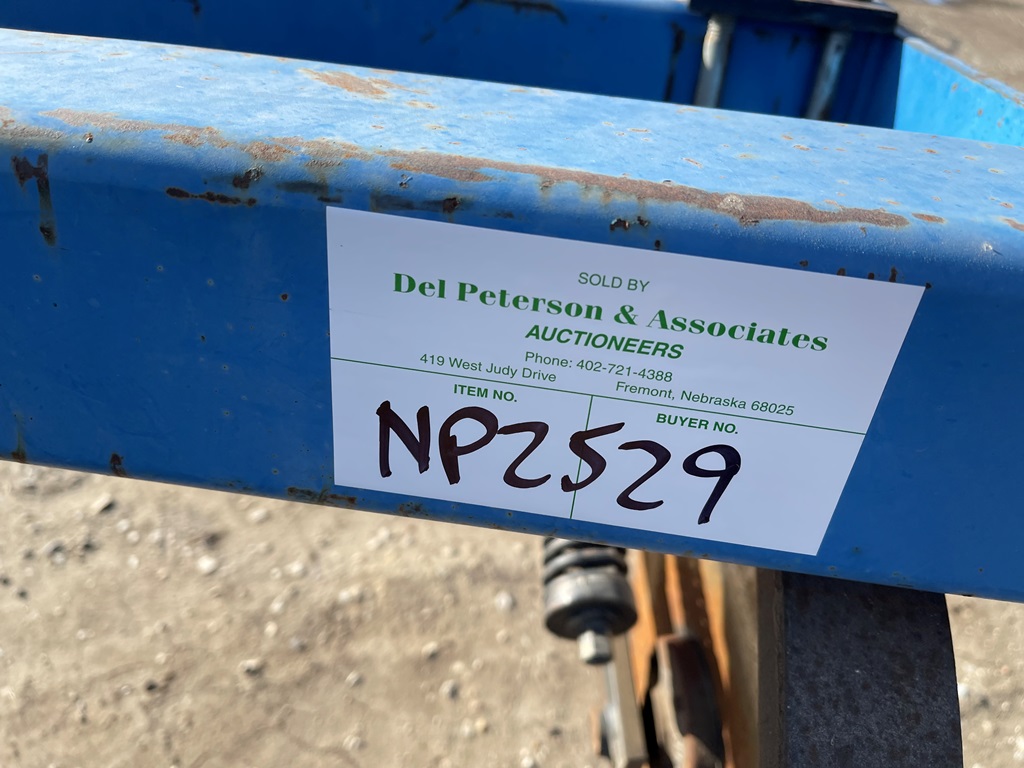 SOLD BY
Del Peterson & Associates
AUCTIONEERS
Phone: 402-721-4388
419 West Judy Drive Fremont, Nebraska 68025
ITEM NO. BUYER NO.
NP2529